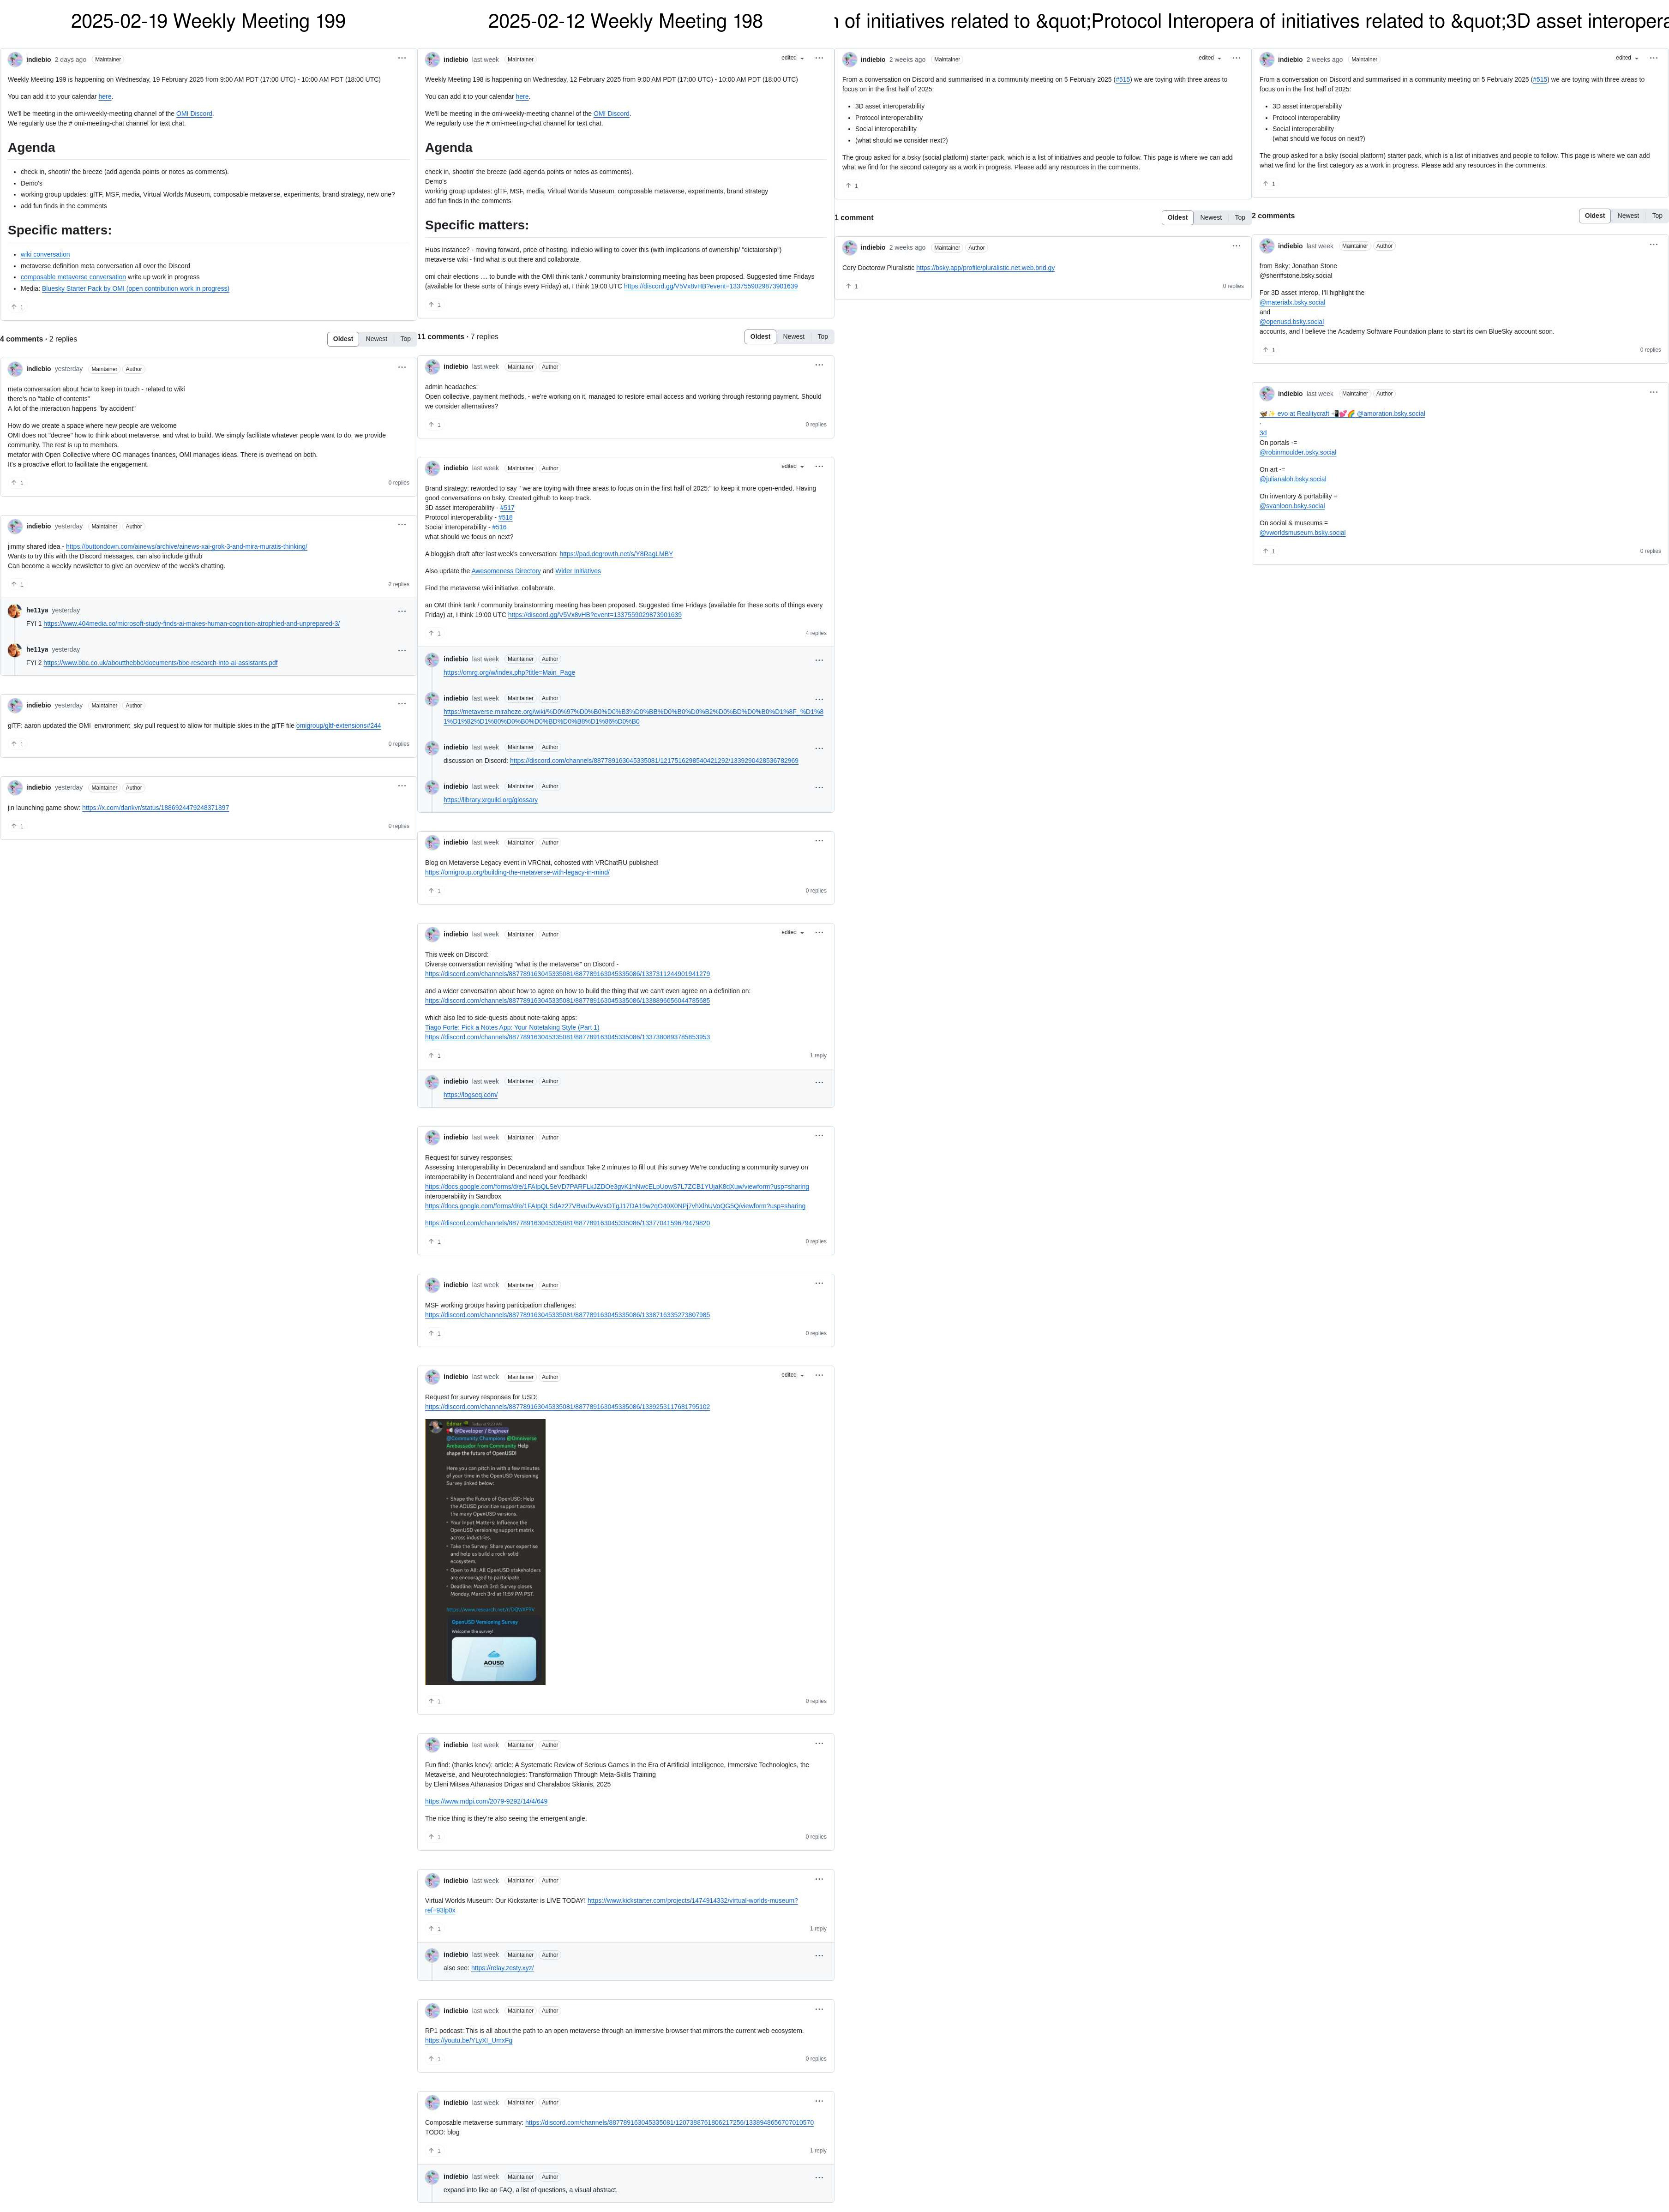 2025-02-19 Weekly Meeting 199
indiebio 2 days ago Maintainer
Weekly Meeting 199 is happening on Wednesday, 19 February 2025 from 9:00 AM PDT (17:00 UTC) - 10:00 AM PDT (18:00 UTC)
You can add it to your calendar here.
We'll be meeting in the omi-weekly-meeting channel of the OMI Discord.
We regularly use the # omi-meeting-chat channel for text chat.
Agenda
• check in, shootin' the breeze (add agenda points or notes as comments).
• Demo's
• working group updates: glTF, MSF, media, Virtual Worlds Museum, composable metaverse, experiments, brand strategy, new one?
• add fun finds in the comments
Specific matters:
• wiki conversation
• metaverse definition meta conversation all over the Discord
• composable metaverse conversation write up work in progress
• Media: Bluesky Starter Pack by OMI (open contribution work in progress)
↑ 1
4 comments · 2 replies
Oldest Newest Top
indiebio yesterday Maintainer Author
meta conversation about how to keep in touch - related to wiki
there's no "table of contents"
A lot of the interaction happens "by accident"
How do we create a space where new people are welcome
OMI does not "decree" how to think about metaverse, and what to build. We simply facilitate whatever people want to do, we provide
community. The rest is up to members.
metafor with Open Collective where OC manages finances, OMI manages ideas. There is overhead on both.
It's a proactive effort to facilitate the engagement.
↑ 1 0 replies
indiebio yesterday Maintainer Author
jimmy shared idea - https://buttondown.com/ainews/archive/ainews-xai-grok-3-and-mira-muratis-thinking/
Wants to try this with the Discord messages, can also include github
Can become a weekly newsletter to give an overview of the week's chatting.
↑ 1 2 replies
he11ya yesterday
FYI 1 https://www.404media.co/microsoft-study-finds-ai-makes-human-cognition-atrophied-and-unprepared-3/
he11ya yesterday
FYI 2 https://www.bbc.co.uk/aboutthebbc/documents/bbc-research-into-ai-assistants.pdf
indiebio yesterday Maintainer Author
glTF: aaron updated the OMI_environment_sky pull request to allow for multiple skies in the glTF file omigroup/gltf-extensions#244
↑ 1 0 replies
indiebio yesterday Maintainer Author
jin launching game show: https://x.com/dankvr/status/1886924479248371897
↑ 1 0 replies
2025-02-12 Weekly Meeting 198
indiebio last week Maintainer edited
Weekly Meeting 198 is happening on Wednesday, 12 February 2025 from 9:00 AM PDT (17:00 UTC) - 10:00 AM PDT (18:00 UTC)
You can add it to your calendar here.
We'll be meeting in the omi-weekly-meeting channel of the OMI Discord.
We regularly use the # omi-meeting-chat channel for text chat.
Agenda
check in, shootin' the breeze (add agenda points or notes as comments).
Demo's
working group updates: glTF, MSF, media, Virtual Worlds Museum, composable metaverse, experiments, brand strategy
add fun finds in the comments
Specific matters:
Hubs instance? - moving forward, price of hosting, indiebio willing to cover this (with implications of ownership/ "dictatorship")
metaverse wiki - find what is out there and collaborate.
omi chair elections .... to bundle with the OMI think tank / community brainstorming meeting has been proposed. Suggested time Fridays
(available for these sorts of things every Friday) at, I think 19:00 UTC https://discord.gg/V5Vx8vHB?event=1337559029873901639
↑ 1
11 comments · 7 replies
Oldest Newest Top
indiebio last week Maintainer Author
admin headaches:
Open collective, payment methods, - we're working on it, managed to restore email access and working through restoring payment. Should
we consider alternatives?
↑ 1 0 replies
indiebio last week Maintainer Author edited
Brand strategy: reworded to say " we are toying with three areas to focus on in the first half of 2025:" to keep it more open-ended. Having
good conversations on bsky. Created github to keep track.
3D asset interoperability - #517
Protocol interoperability - #518
Social interoperability - #516
what should we focus on next?
A bloggish draft after last week's conversation: https://pad.degrowth.net/s/Y8RagLMBY
Also update the Awesomeness Directory and Wider Initiatives
Find the metaverse wiki initiative, collaborate.
an OMI think tank / community brainstorming meeting has been proposed. Suggested time Fridays (available for these sorts of things every
Friday) at, I think 19:00 UTC https://discord.gg/V5Vx8vHB?event=1337559029873901639
↑ 1 4 replies
indiebio last week Maintainer Author
https://omrg.org/w/index.php?title=Main_Page
indiebio last week Maintainer Author
https://metaverse.miraheze.org/wiki/%D0%97%D0%B0%D0%B3%D0%BB%D0%B0%D0%B2%D0%BD%D0%B0%D1%8F_%D1%8
1%D1%82%D1%80%D0%B0%D0%BD%D0%B8%D1%86%D0%B0
indiebio last week Maintainer Author
discussion on Discord: https://discord.com/channels/887789163045335081/1217516298540421292/1339290428536782969
indiebio last week Maintainer Author
https://library.xrguild.org/glossary
indiebio last week Maintainer Author
Blog on Metaverse Legacy event in VRChat, cohosted with VRChatRU published!
https://omigroup.org/building-the-metaverse-with-legacy-in-mind/
↑ 1 0 replies
indiebio last week Maintainer Author edited
This week on Discord:
Diverse conversation revisiting "what is the metaverse" on Discord -
https://discord.com/channels/887789163045335081/887789163045335086/1337311244901941279
and a wider conversation about how to agree on how to build the thing that we can't even agree on a definition on:
https://discord.com/channels/887789163045335081/887789163045335086/1338896656044785685
which also led to side-quests about note-taking apps:
Tiago Forte: Pick a Notes App: Your Notetaking Style (Part 1)
https://discord.com/channels/887789163045335081/887789163045335086/1337380893785853953
↑ 1 1 reply
indiebio last week Maintainer Author
https://logseq.com/
indiebio last week Maintainer Author
Request for survey responses:
Assessing Interoperability in Decentraland and sandbox Take 2 minutes to fill out this survey We're conducting a community survey on
interoperability in Decentraland and need your feedback!
https://docs.google.com/forms/d/e/1FAIpQLSeVD7PARFLkJZDOe3gvK1hNwcELpUowS7L7ZCB1YUjaK8dXuw/viewform?usp=sharing
interoperability in Sandbox
https://docs.google.com/forms/d/e/1FAIpQLSdAz27VBvuDvAVxOTgJ17DA19w2qO40X0NPj7vhXlhUVoQG5Q/viewform?usp=sharing
https://discord.com/channels/887789163045335081/887789163045335086/1337704159679479820
↑ 1 0 replies
indiebio last week Maintainer Author
MSF working groups having participation challenges:
https://discord.com/channels/887789163045335081/887789163045335086/1338716335273807985
↑ 1 0 replies
indiebio last week Maintainer Author edited
Request for survey responses for USD:
https://discord.com/channels/887789163045335081/887789163045335086/1339253117681795102
Edmar
@Developer / Engineer
@Community Champions @Omniverse
Ambassador from Community Help
shape the future of OpenUSD!
Here you can pitch in with a few minutes
of your time in the OpenUSD Versioning
Survey linked below:
• Shape the Future of OpenUSD: Help
the AOUSD prioritize support across
the many OpenUSD versions.
• Your Input Matters: Influence the
OpenUSD versioning support matrix
across industries.
• Take the Survey: Share your expertise
and help us build a rock-solid
ecosystem.
• Open to All: All OpenUSD stakeholders
are encouraged to participate.
• Deadline: March 3rd: Survey closes
Monday, March 3rd at 11:59 PM PST.
OpenUSD Versioning Survey
Welcome the survey!
AOUSD
↑ 1 0 replies
indiebio last week Maintainer Author
Fun find: (thanks knev): article: A Systematic Review of Serious Games in the Era of Artificial Intelligence, Immersive Technologies, the
Metaverse, and Neurotechnologies: Transformation Through Meta-Skills Training
by Eleni Mitsea Athanasios Drigas and Charalabos Skianis, 2025
https://www.mdpi.com/2079-9292/14/4/649
The nice thing is they're also seeing the emergent angle.
↑ 1 0 replies
indiebio last week Maintainer Author
Virtual Worlds Museum: Our Kickstarter is LIVE TODAY! https://www.kickstarter.com/projects/1474914332/virtual-worlds-museum?
ref=93lp0x
↑ 1 1 reply
indiebio last week Maintainer Author
also see: https://relay.zesty.xyz/
indiebio last week Maintainer Author
RP1 podcast: This is all about the path to an open metaverse through an immersive browser that mirrors the current web ecosystem.
https://youtu.be/YLyXI_UmxFg
↑ 1 0 replies
indiebio last week Maintainer Author
Composable metaverse summary: https://discord.com/channels/887789163045335081/1207388761806217256/1338948656707010570
TODO: blog
↑ 1 1 reply
indiebio last week Maintainer Author
expand into like an FAQ, a list of questions, a visual abstract.
of initiatives related to &quot;Protocol Interopera
indiebio 2 weeks ago Maintainer edited
From a conversation on Discord and summarised in a community meeting on 5 February 2025 (#515) we are toying with three areas to
focus on in the first half of 2025:
• 3D asset interoperability
• Protocol interoperability
• Social interoperability
• (what should we consider next?)
The group asked for a bsky (social platform) starter pack, which is a list of initiatives and people to follow. This page is where we can add
what we find for the second category as a work in progress. Please add any resources in the comments.
↑ 1
1 comment
Oldest Newest Top
indiebio 2 weeks ago Maintainer Author
Cory Doctorow Pluralistic https://bsky.app/profile/pluralistic.net.web.brid.gy
↑ 1 0 replies
of initiatives related to &quot;3D asset interopera
indiebio 2 weeks ago Maintainer edited
From a conversation on Discord and summarised in a community meeting on 5 February 2025 (#515) we are toying with three areas to
focus on in the first half of 2025:
• 3D asset interoperability
• Protocol interoperability
• Social interoperability
(what should we focus on next?)
The group asked for a bsky (social platform) starter pack, which is a list of initiatives and people to follow. This page is where we can add
what we find for the first category as a work in progress. Please add any resources in the comments.
↑ 1
2 comments
Oldest Newest Top
indiebio last week Maintainer Author
from Bsky: Jonathan Stone
@sheriffstone.bsky.social
For 3D asset interop, I'll highlight the
@materialx.bsky.social
and
@openusd.bsky.social
accounts, and I believe the Academy Software Foundation plans to start its own BlueSky account soon.
↑ 1 0 replies
indiebio last week Maintainer Author
🦋✨ evo at Realitycraft 📲💕🌈 @amoration.bsky.social
·
3d
On portals -=
@robinmoulder.bsky.social
On art -=
@julianaloh.bsky.social
On inventory & portability =
@svanloon.bsky.social
On social & museums =
@vworldsmuseum.bsky.social
↑ 1 0 replies